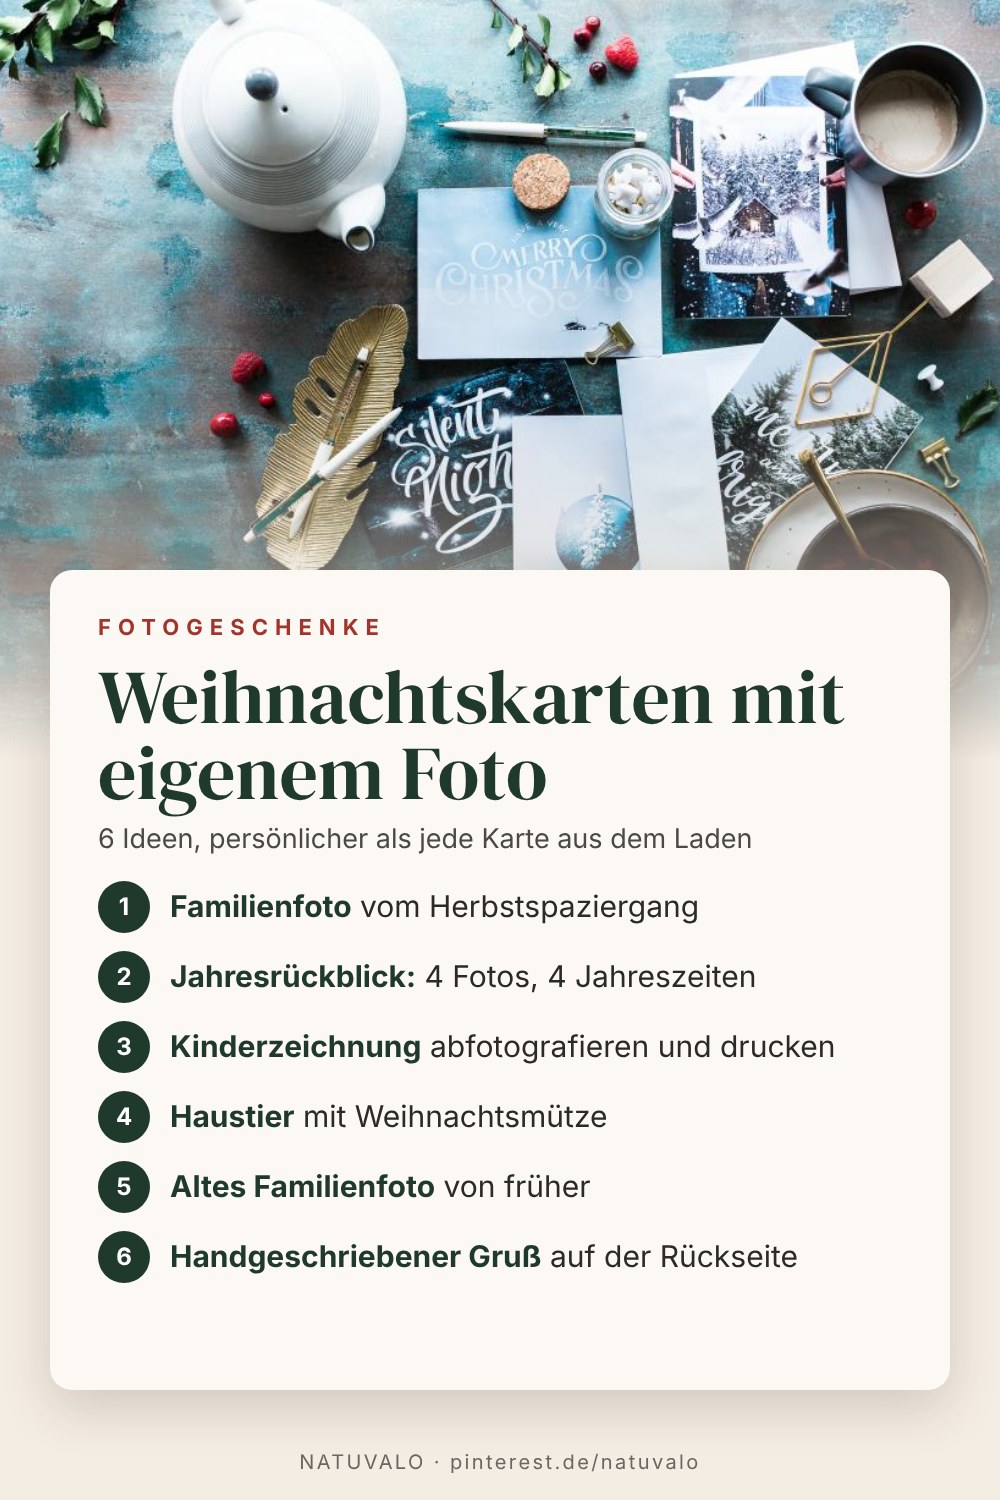 MERRY
CHRISTMAS
Silent
Nigh
merry
FOTOGESCHENKE
Weihnachtskarten mit
eigenem Foto
6 Ideen, persönlicher als jede Karte aus dem Laden
1 Familienfoto vom Herbstspaziergang
2 Jahresrückblick: 4 Fotos, 4 Jahreszeiten
3 Kinderzeichnung abfotografieren und drucken
4 Haustier mit Weihnachtsmütze
5 Altes Familienfoto von früher
6 Handgeschriebener Gruß auf der Rückseite
NATUVALO · pinterest.de/natuvalo